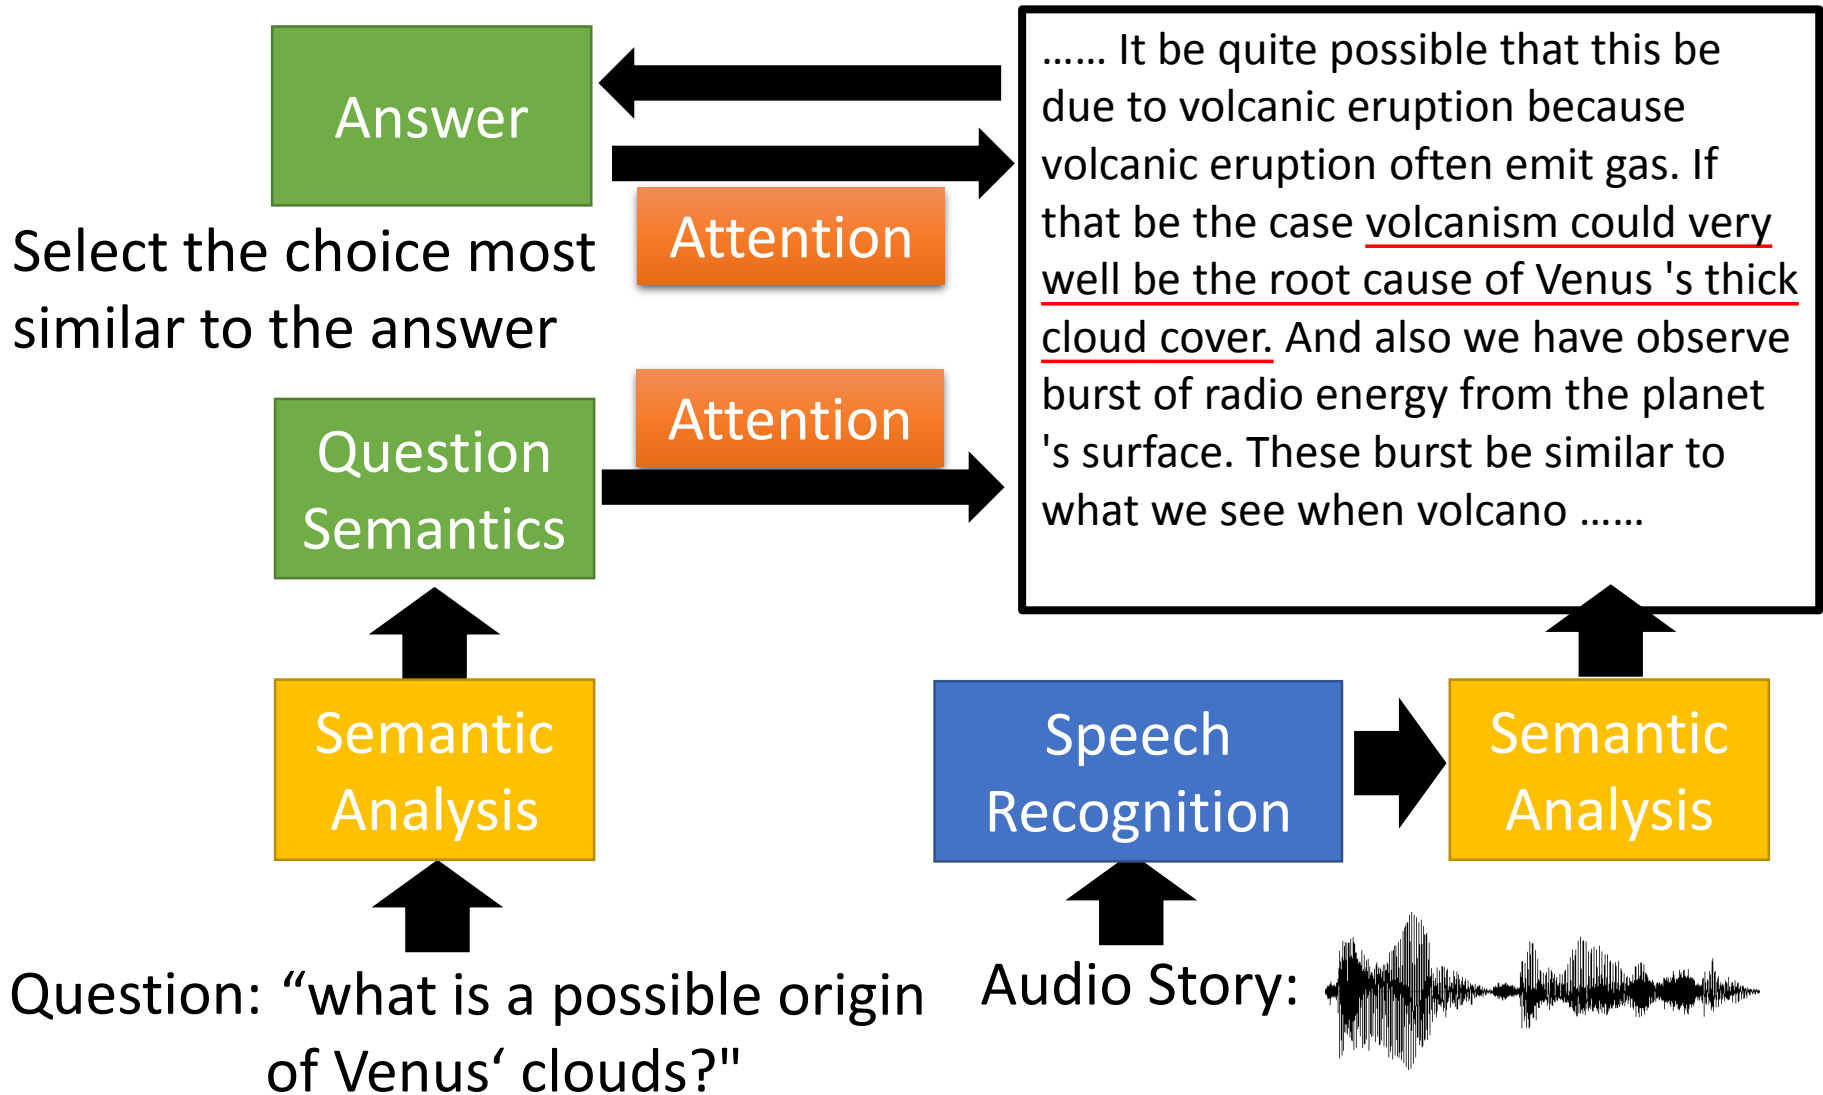 Answer
Select the choice most
similar to the answer
Attention
Attention
Question
Semantics
Semantic
Analysis
Question: “what is a possible origin
of Venus‘ clouds?"
…… It be quite possible that this be
due to volcanic eruption because
volcanic eruption often emit gas. If
that be the case volcanism could very
well be the root cause of Venus 's thick
cloud cover. And also we have observe
burst of radio energy from the planet
's surface. These burst be similar to
what we see when volcano ……
Speech
Recognition
Semantic
Analysis
Audio Story: